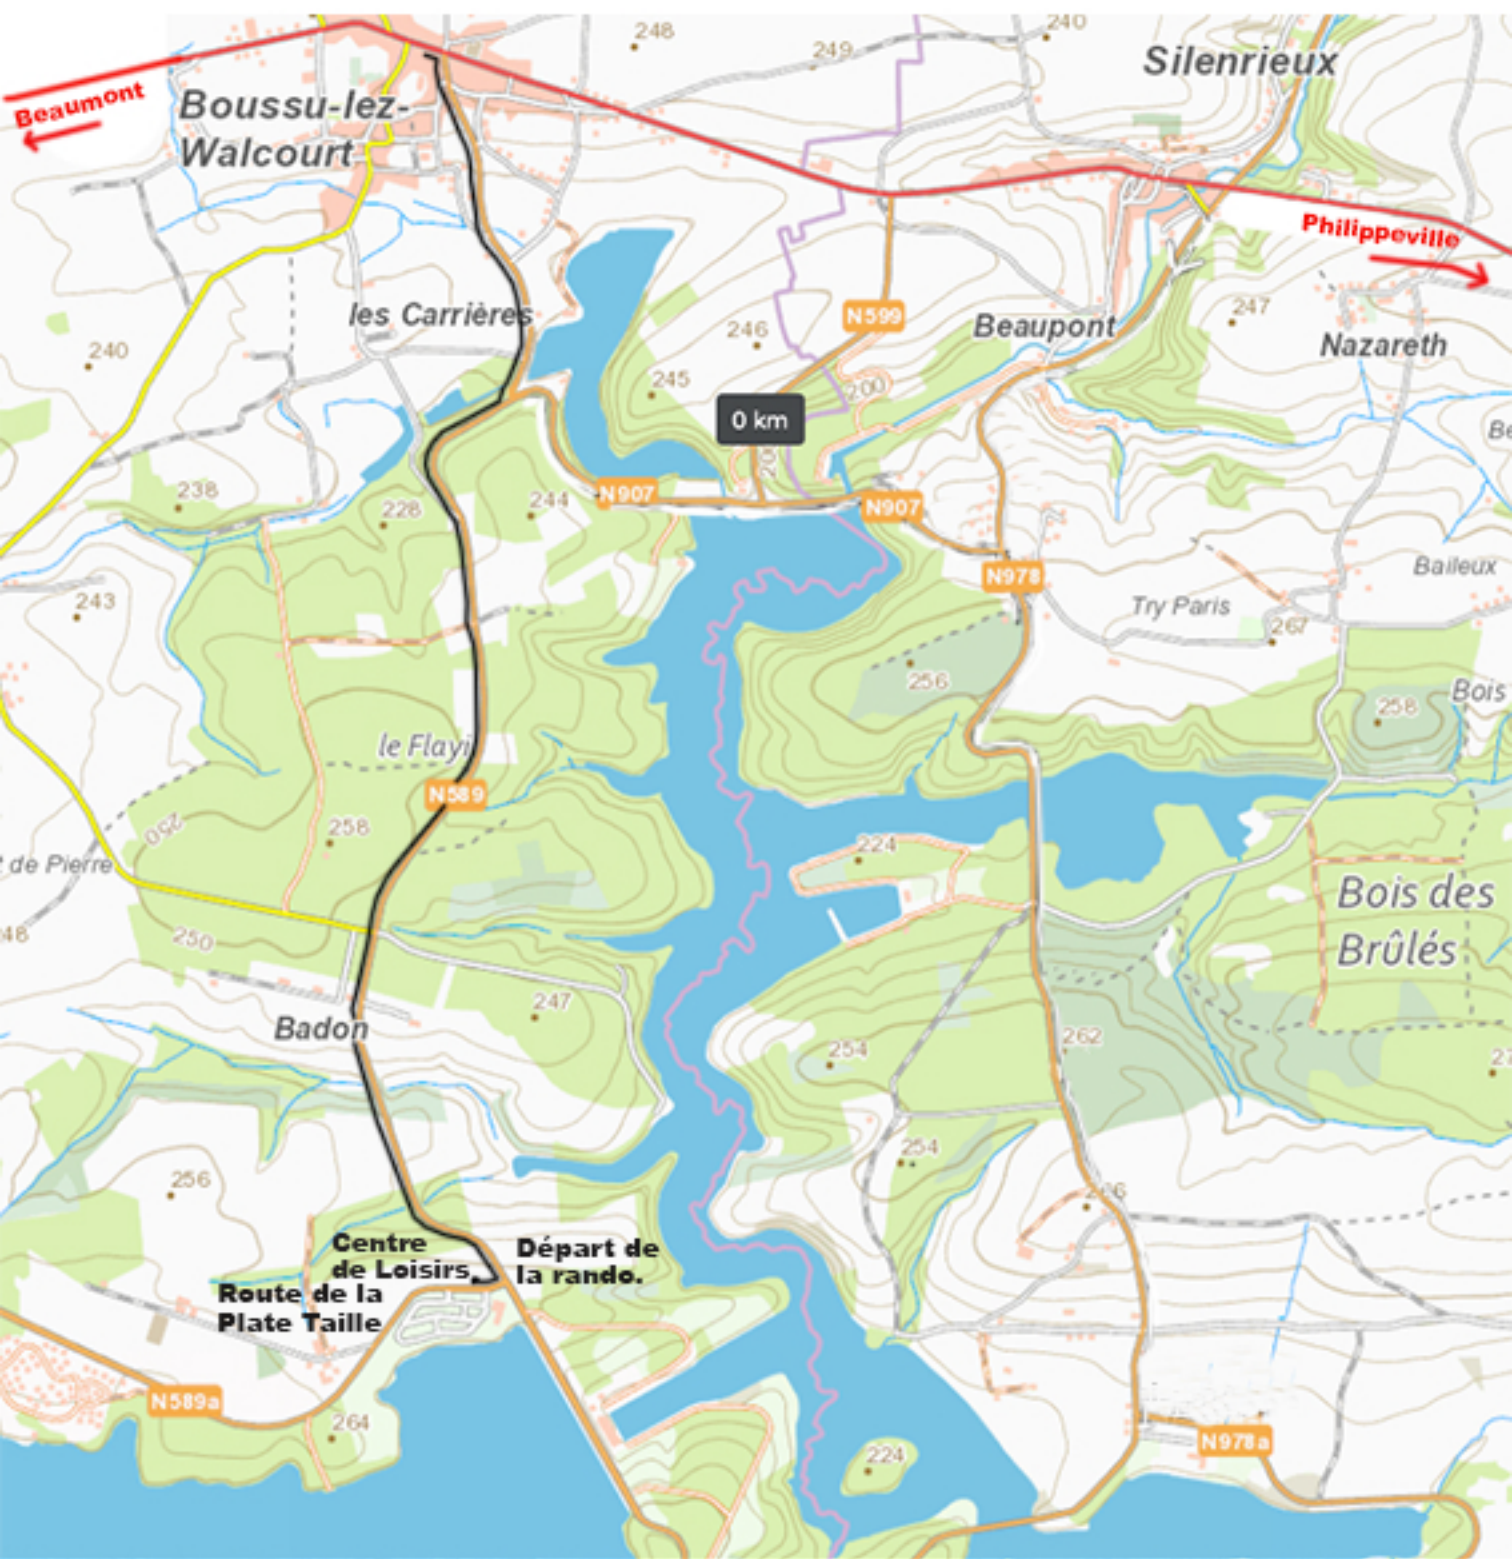 248
240
249
Silenrieux
Beaumont
Boussu-lez-
Walcourt
Philippeville
247
les Carrières
N599
Beaupont
246
Nazareth
240
245
200
0 km
238
N907
N907
228
244
N978
Baileux
243
Try Paris
267
256
Bois
258
le Flayi
N589
250
258
224
de Pierre
Bois des
Brûlés
250
247
Badon
262
254
254
256
Centre
de Loisirs
Départ de
la rando.
Route de la
Plate Taille
N589a
264
N978a
224